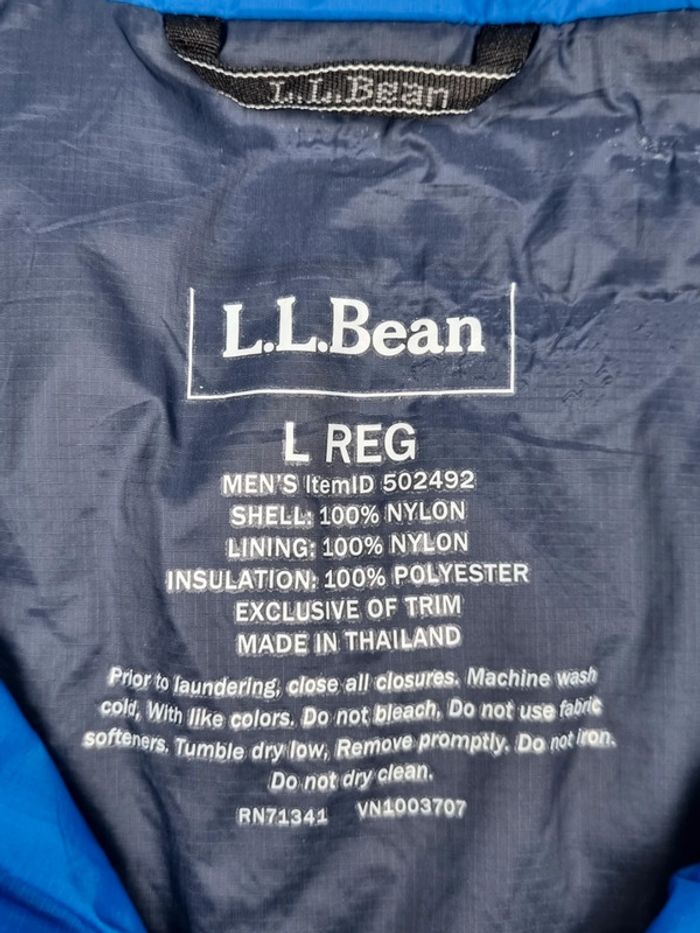 L.L.Bean
L.L.Bean
L REG
MEN'S ItemID 502492
SHELL: 100% NYLON
LINING: 100% NYLON
INSULATION: 100% POLYESTER
EXCLUSIVE OF TRIM
MADE IN THAILAND
Prior to laundering, close all closures. Machine wash
cold, With like colors. Do not bleach, Do not use fabric
softeners. Tumble dry low, Remove promptly. Do not iron.
Do not dry clean.
RN71341 VN1003707